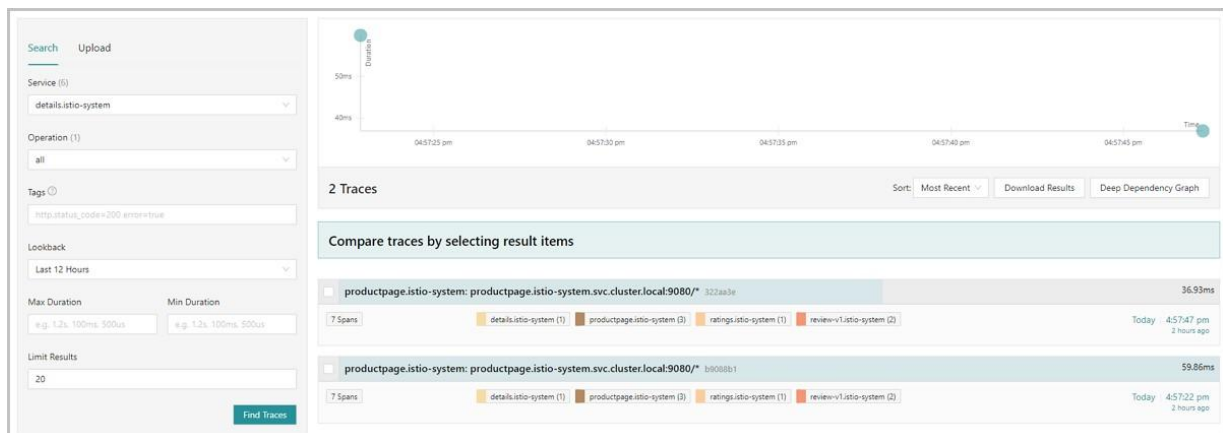 Search Upload
Service (6)
details.istio-system
Operation (1)
all
Tags
http.status_code=200 error=true
Lookback
Last 12 Hours
Max Duration Min Duration
e.g. 1.2s, 100ms, 500us e.g. 1.2s, 100ms, 500us
Limit Results
20
Find Traces
Duration
50ms
40ms
Time
04:57:25 pm 04:57:30 pm 04:57:35 pm 04:57:40 pm 04:57:45 pm
2 Traces Sort: Most Recent Download Results Deep Dependency Graph
Compare traces by selecting result items
productpage.istio-system: productpage.istio-system.svc.cluster.local:9080/* 322aa3e 36.93ms
7 Spans details.istio-system (1) productpage.istio-system (3) ratings.istio-system (1) review-v1.istio-system (2) Today 4:57:47 pm
2 hours ago
productpage.istio-system: productpage.istio-system.svc.cluster.local:9080/* b9088b1 59.86ms
7 Spans details.istio-system (1) productpage.istio-system (3) ratings.istio-system (1) review-v1.istio-system (2) Today 4:57:22 pm
2 hours ago